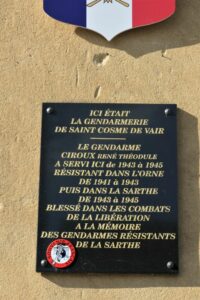 ICI ÉTAIT
LA GENDARMERIE
DE SAINT COSME DE VAIR
LE GENDARME
CIROUX RENÉ THÉODULE
A SERVI ICI DE 1943 À 1945
RÉSISTANT DANS L'ORNE
DE 1941 à 1943
PUIS DANS LA SARTHE
DE 1943 à 1945
BLESSÉ DANS LES COMBATS
DE LA LIBÉRATION
A LA MÉMOIRE
DES GENDARMES RÉSISTANTS
DE LA SARTHE